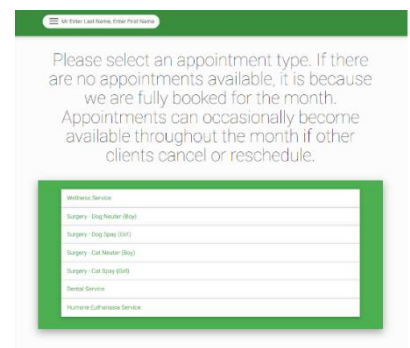 Mr Enter Last Name, Enter First Name
Please select an appointment type. If there
are no appointments available, it is because
we are fully booked for the month.
Appointments can occasionally become
available throughout the month if other
clients cancel or reschedule.
Wellness Service
Surgery - Dog Neuter (Boy)
Surgery - Dog Spay (Girl)
Surgery - Cat Neuter (Boy)
Surgery - Cat Spay (Girl)
Dental Service
Humane Euthanasia Service